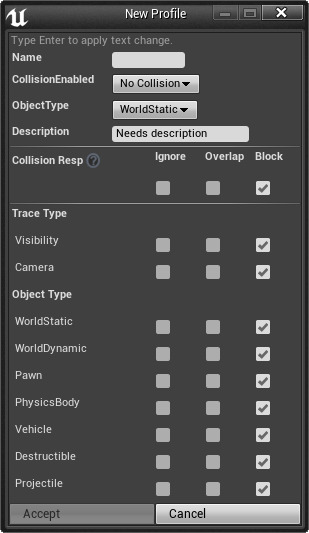 New Profile
Type Enter to apply text change.
Name
CollisionEnabled No Collision
ObjectType WorldStatic
Description Needs description
Collision Resp ? Ignore Overlap Block
Trace Type
Visibility
Camera
Object Type
WorldStatic
WorldDynamic
Pawn
PhysicsBody
Vehicle
Destructible
Projectile
Accept Cancel